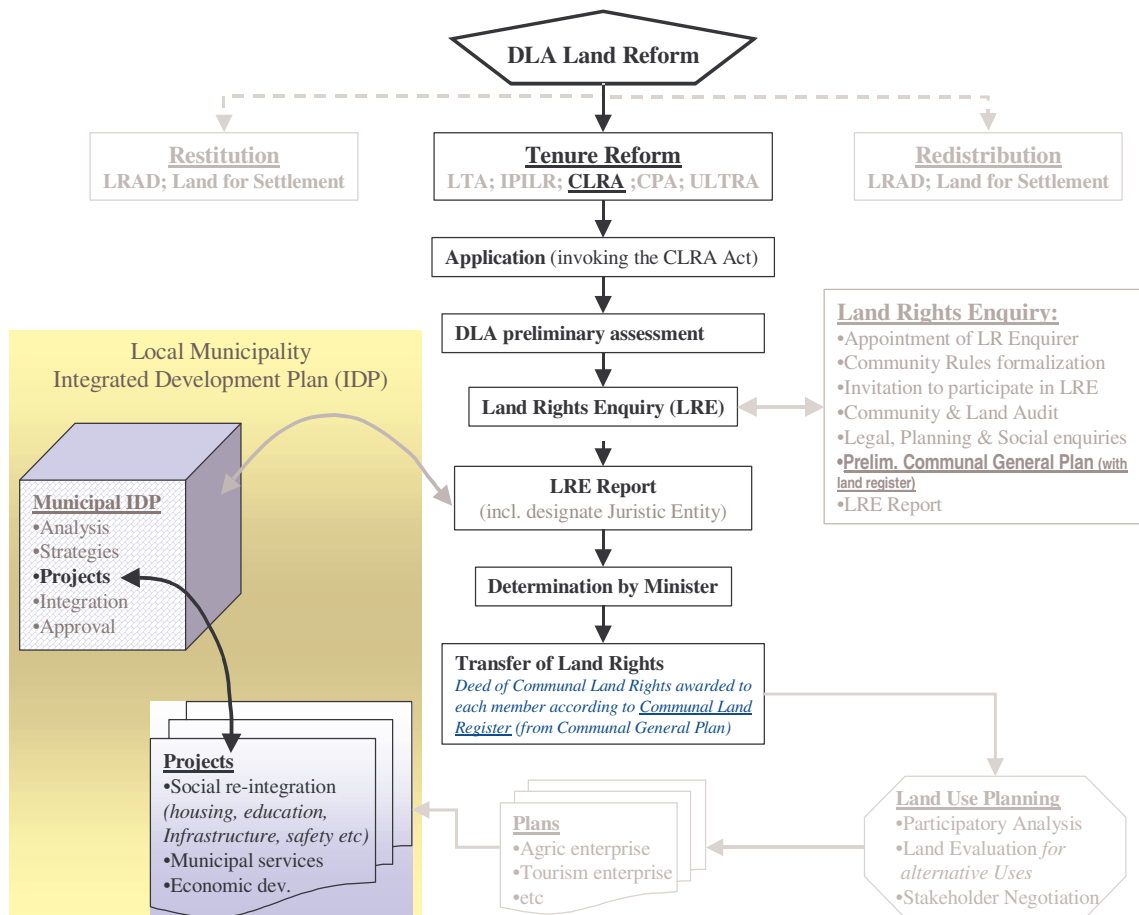 DLA Land Reform
Restitution
LRAD; Land for Settlement
Tenure Reform
LTA; IPILR; CLRA ;CPA; ULTRA
Redistribution
LRAD; Land for Settlement
Application (invoking the CLRA Act)
DLA preliminary assessment
Land Rights Enquiry (LRE)
Land Rights Enquiry:
•Appointment of LR Enquirer
•Community Rules formalization
•Invitation to participate in LRE
•Community & Land Audit
•Legal, Planning & Social enquiries
•Prelim. Communal General Plan (with
land register)
•LRE Report
Local Municipality
Integrated Development Plan (IDP)
Municipal IDP
•Analysis
•Strategies
•Projects
•Integration
•Approval
LRE Report
(incl. designate Juristic Entity)
Determination by Minister
Transfer of Land Rights
Deed of Communal Land Rights awarded to
each member according to Communal Land
Register (from Communal General Plan)
Projects
•Social re-integration
(housing, education,
Infrastructure, safety etc)
•Municipal services
•Economic dev.
Plans
•Agric enterprise
•Tourism enterprise
•etc
Land Use Planning
•Participatory Analysis
•Land Evaluation for
alternative Uses
•Stakeholder Negotiation